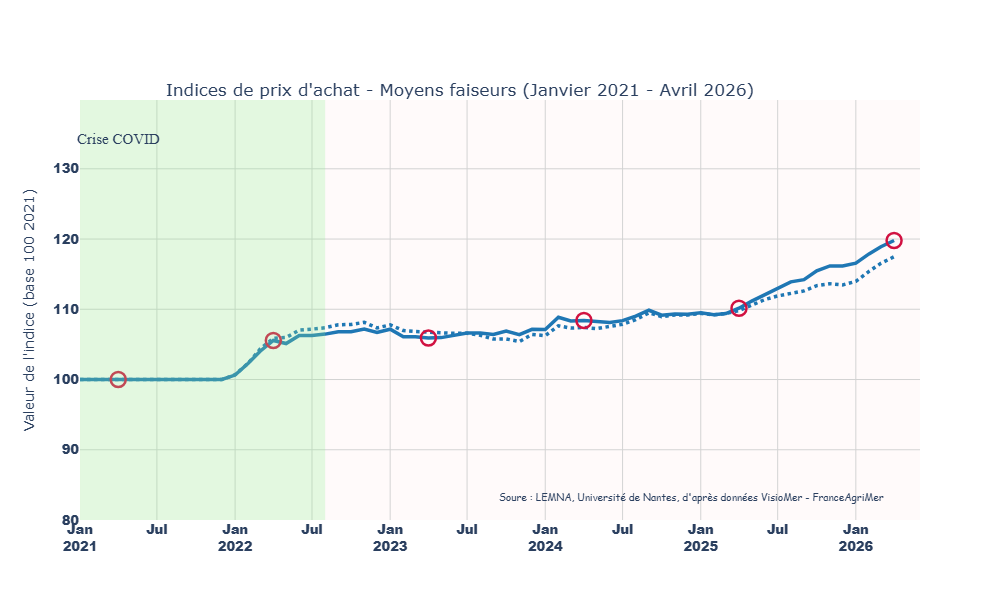 Indices de prix d'achat - Moyens faiseurs (Janvier 2021 - Avril 2026)
Crise COVID
Valeur de l'indice (base 100 2021)
130
120
110
100
90
80
Soure : LEMNA, Université de Nantes, d'après données VisioMer - FranceAgriMer
Jan Jul Jan Jul Jan Jul Jan Jul Jan Jul Jan
2021 2022 2023 2024 2025 2026